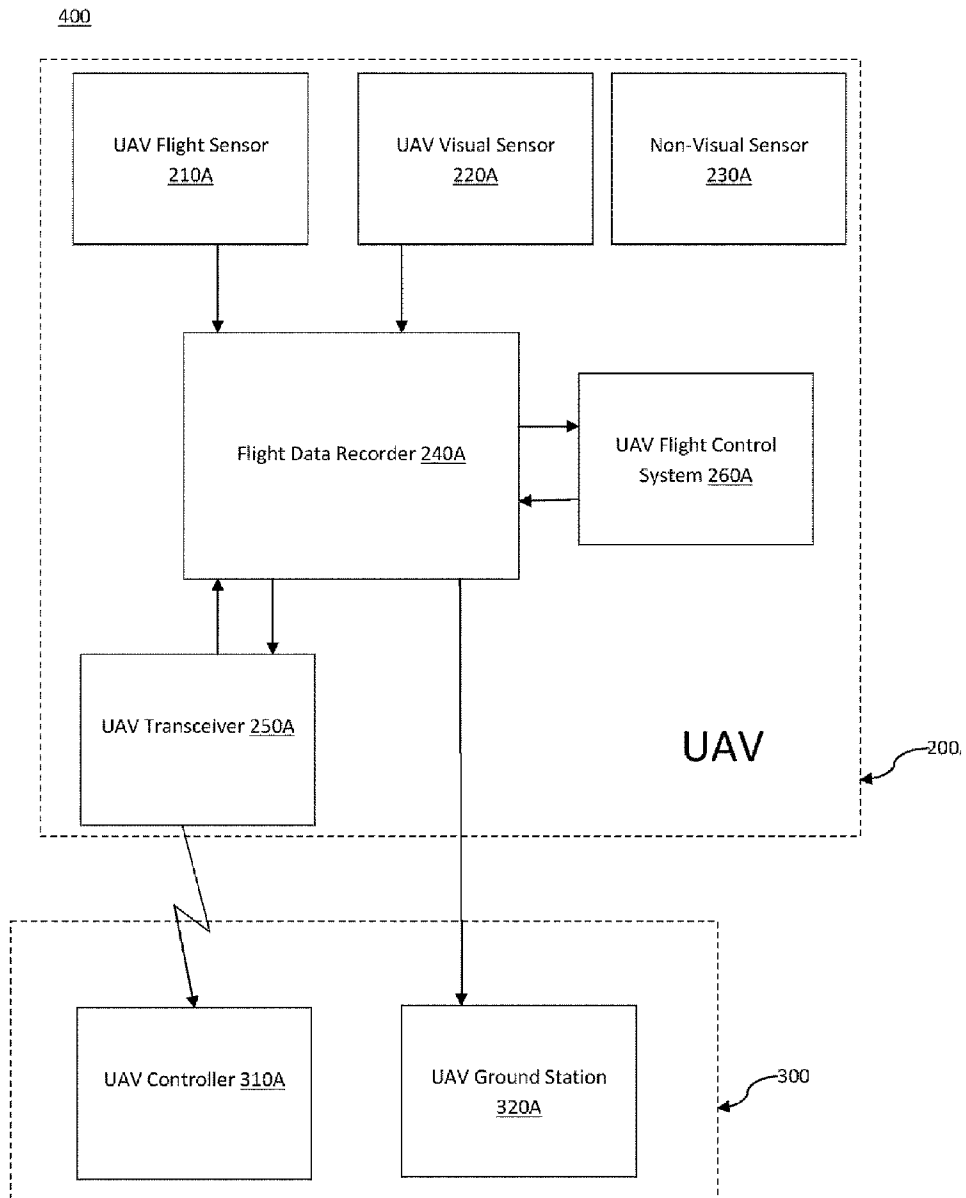 400
UAV Flight Sensor
210A
UAV Visual Sensor
220A
Non-Visual Sensor
230A
Flight Data Recorder 240A
UAV Flight Control
System 260A
UAV Transceiver 250A
UAV
200
UAV Controller 310A
UAV Ground Station
320A
300